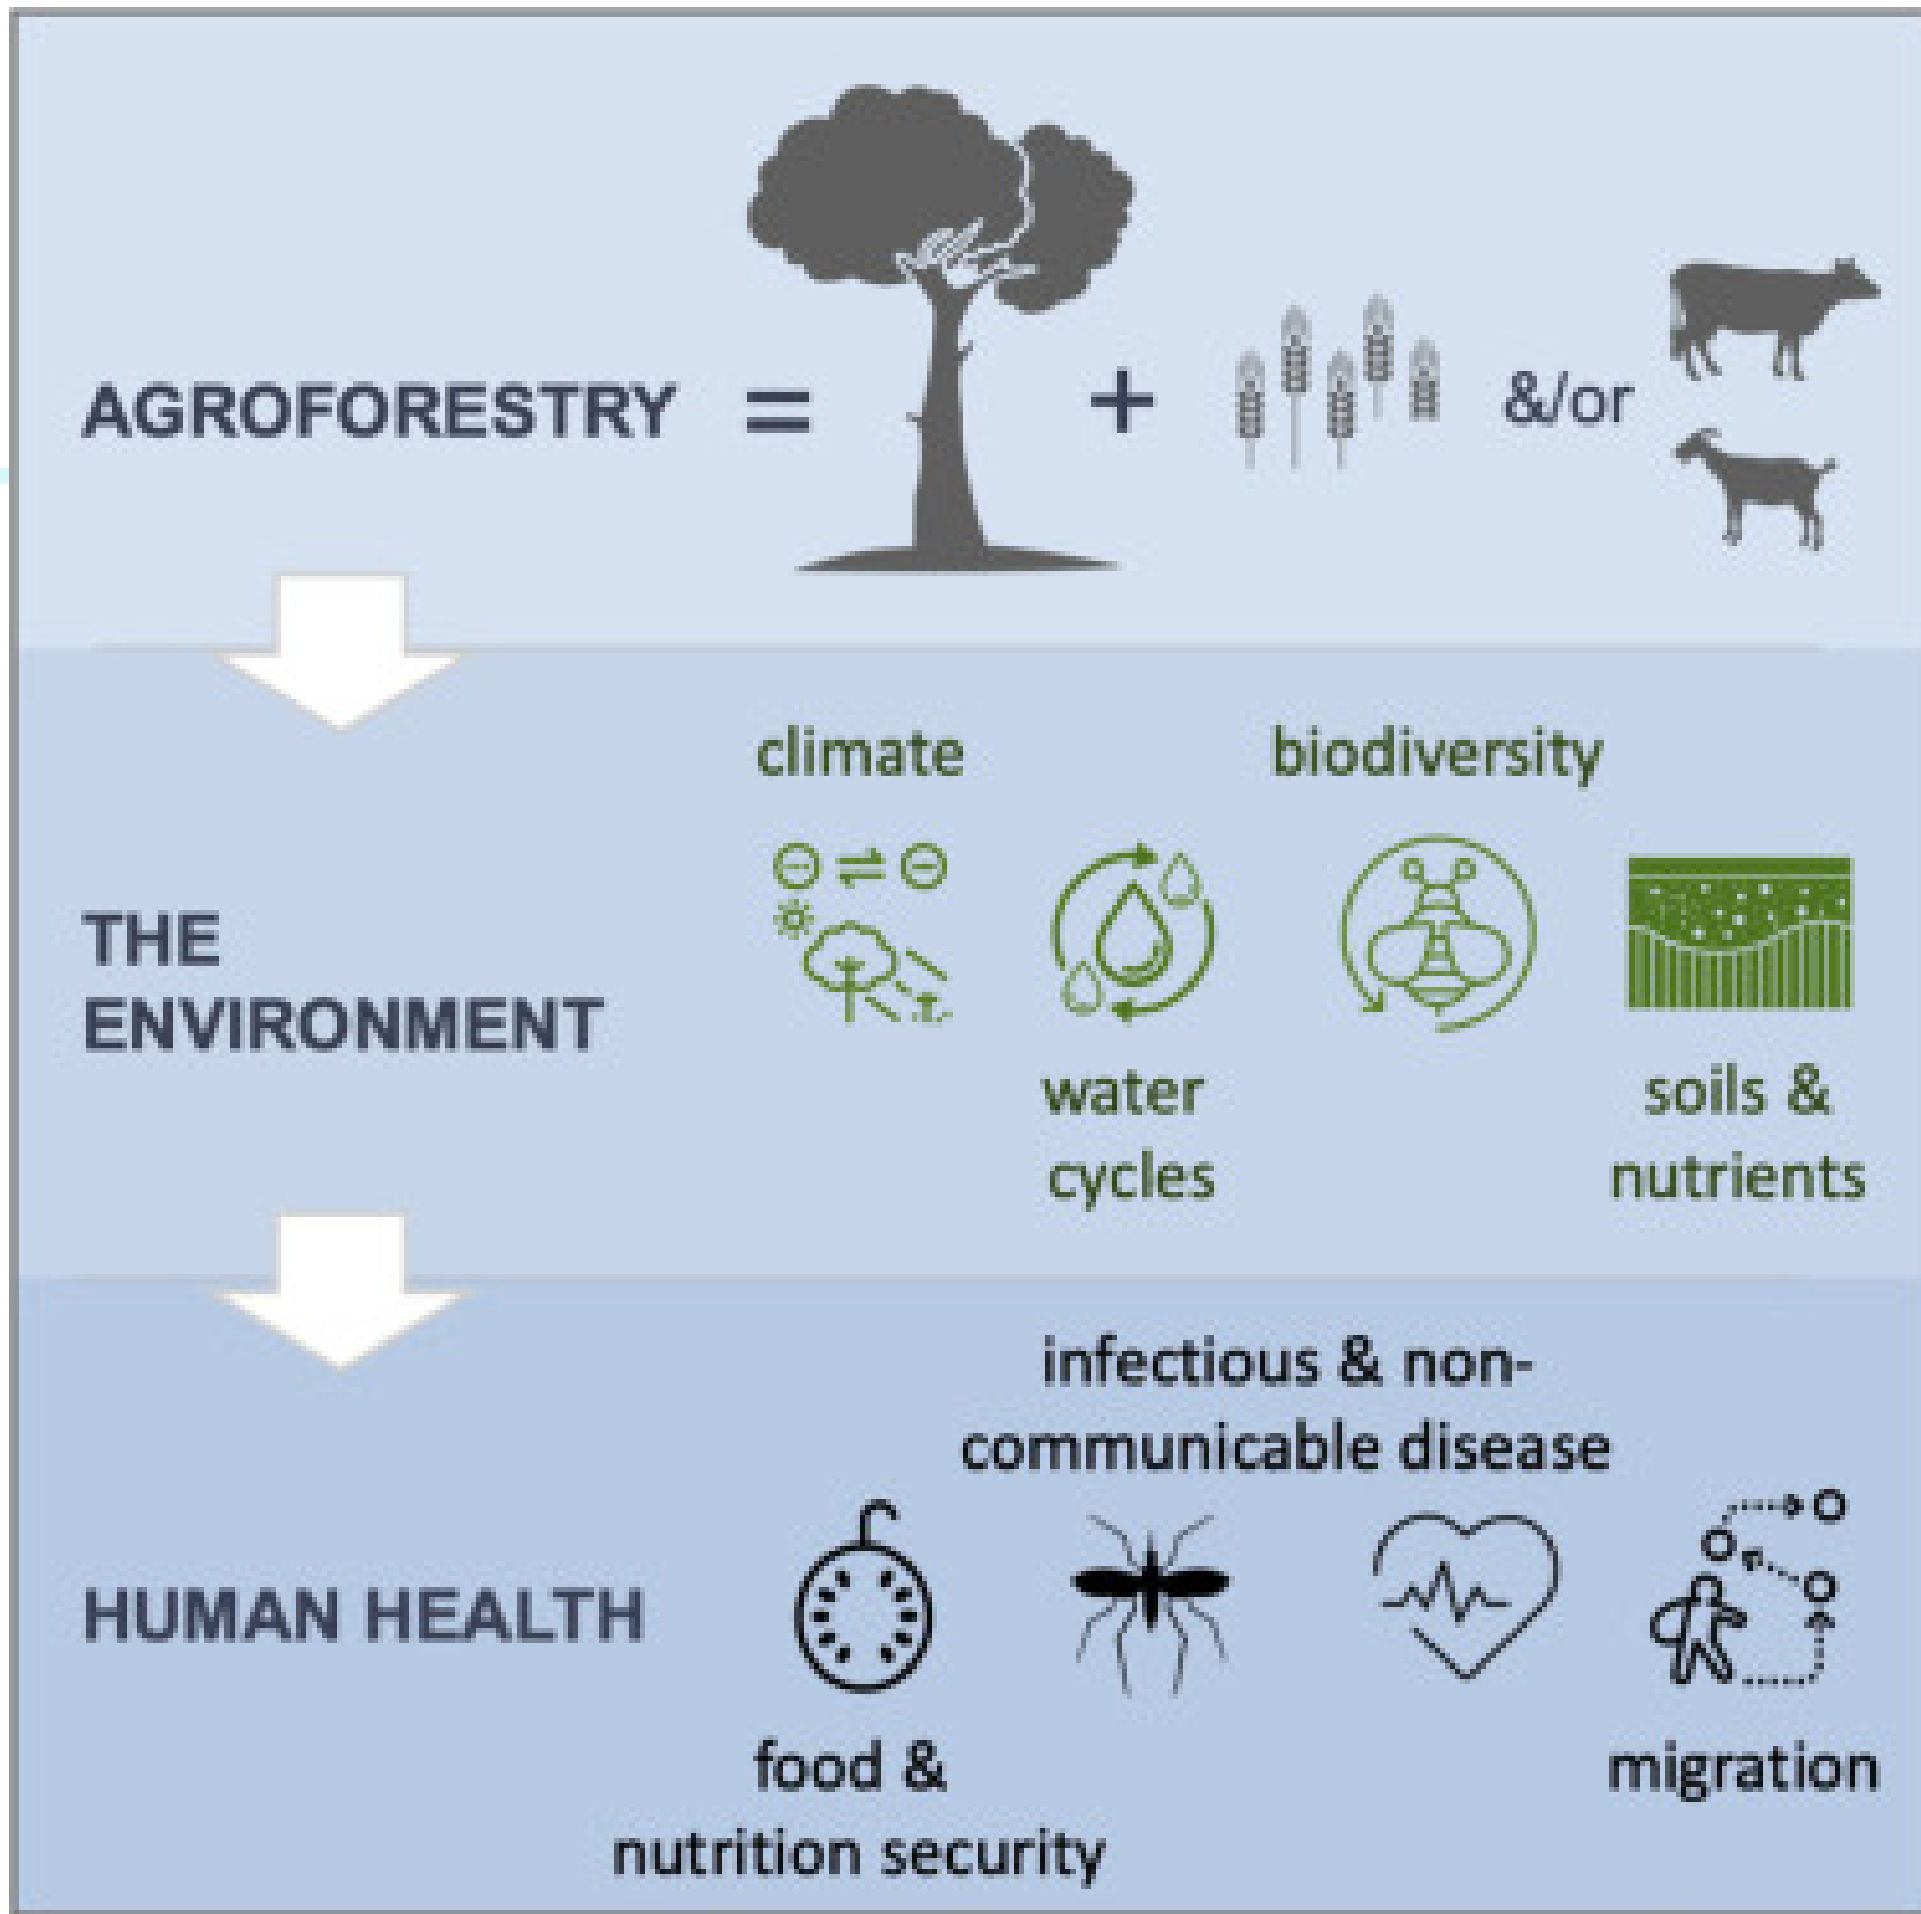 AGROFORESTRY = + &/or
climate
biodiversity
THE
ENVIRONMENT
water
cycles
soils &
nutrients
infectious & non-
communicable disease
HUMAN HEALTH
food &
nutrition security
migration